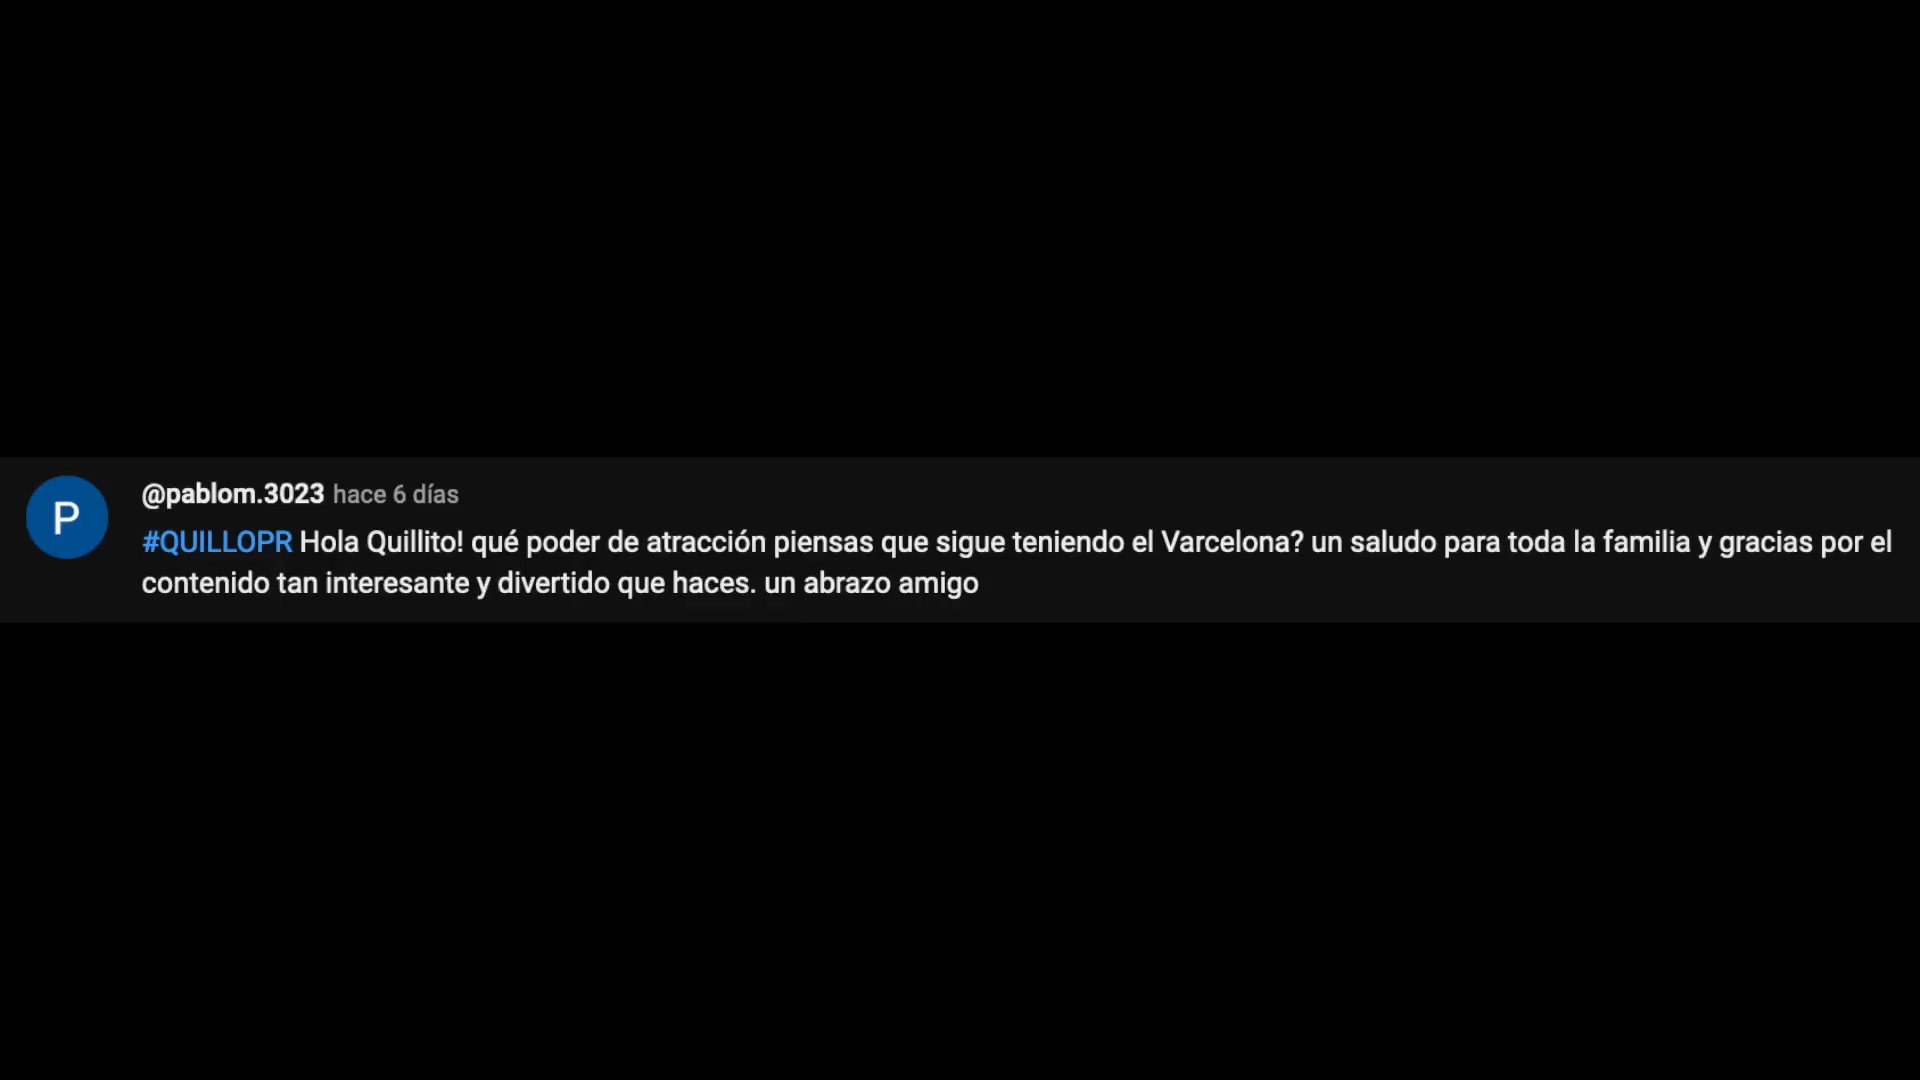 P
@pablom.3023 hace 6 días
#QUILLOPR Hola Quillito! qué poder de atracción piensas que sigue teniendo el Varcelona? un saludo para toda la familia y gracias por el
contenido tan interesante y divertido que haces. un abrazo amigo